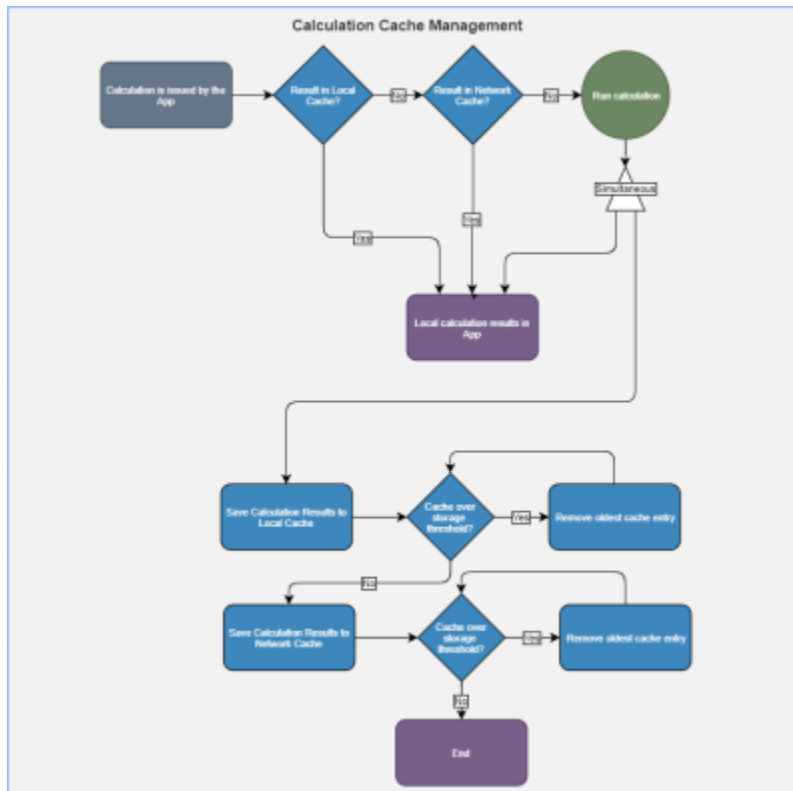 Calculation Cache Management
Calculation is issued by the
App
Result in Local
Cache?
No
Result in Network
Cache?
No
Run calculation
Simultaneous
Yes
Yes
Local calculation results in
App
Save Calculation Results to
Local Cache
Cache over
storage
threshold?
Yes
Remove oldest cache entry
No
Save Calculation Results to
Network Cache
Cache over
storage
threshold?
Yes
Remove oldest cache entry
No
End